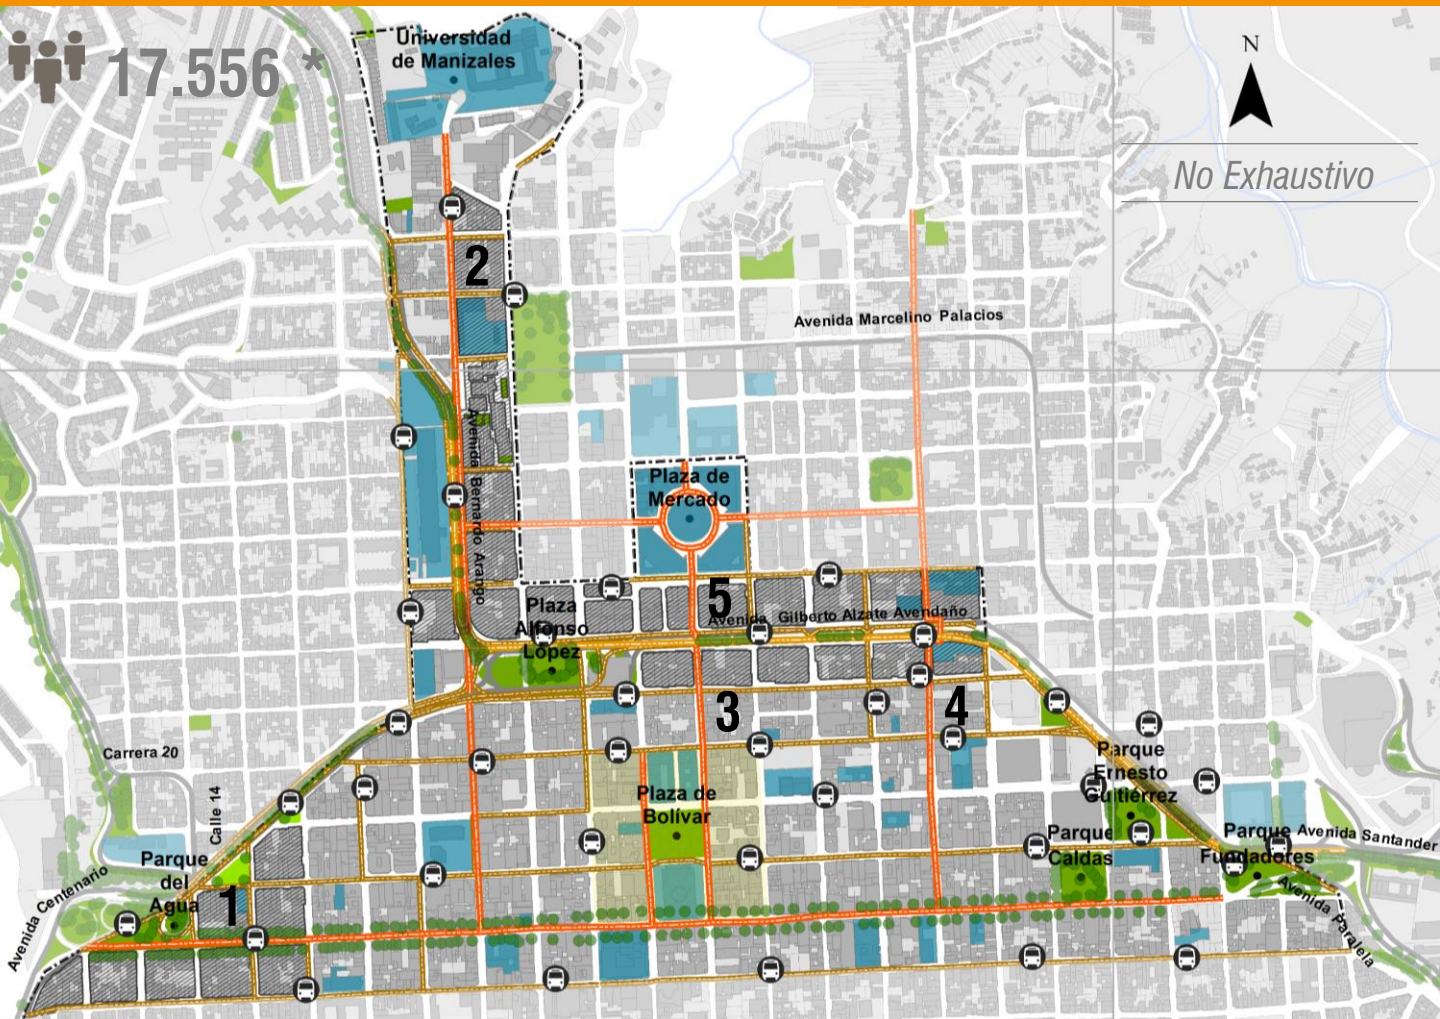 17.556 *
Universidad
de Manizales
N
No Exhaustivo
2
Avenida Marcelino Palacios
Avenida Bernardo Arango
Plaza de
Mercado
5
Avenida Gilberto Alzate Avendaño
Plaza
Alfonso
López
3
4
Carrera 20
Calle 14
Plaza de
Bolívar
Parque
Ernesto
Gutiérrez
Parque
Caldas
Parque
Fundadores
Avenida Santander
Avenida Paralela
Parque
del
Agua
1
Avenida Centenario